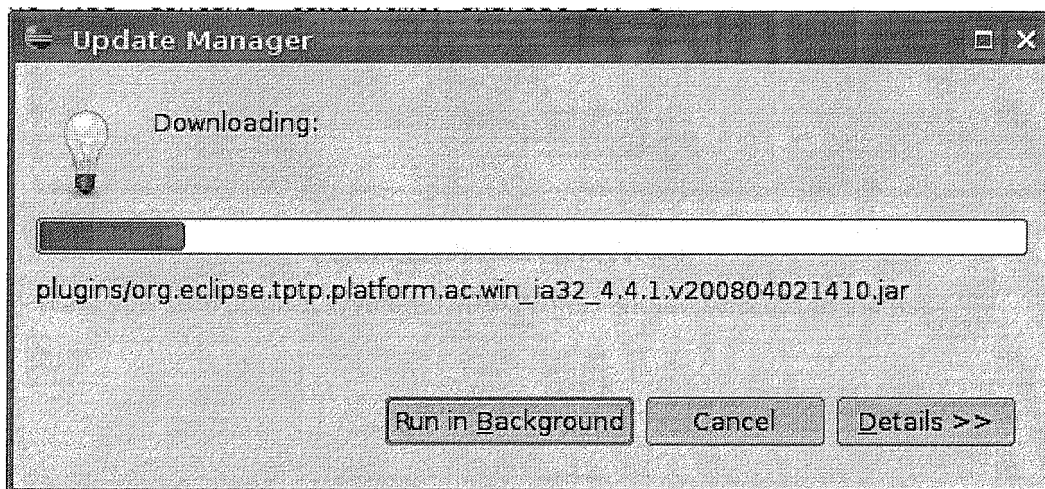 Update Manager
Downloading:
plugins/org.eclipse.tptp.platform.ac.win_ia32_4.4.1.v200804021410.jar
Run in Background Cancel Details >>